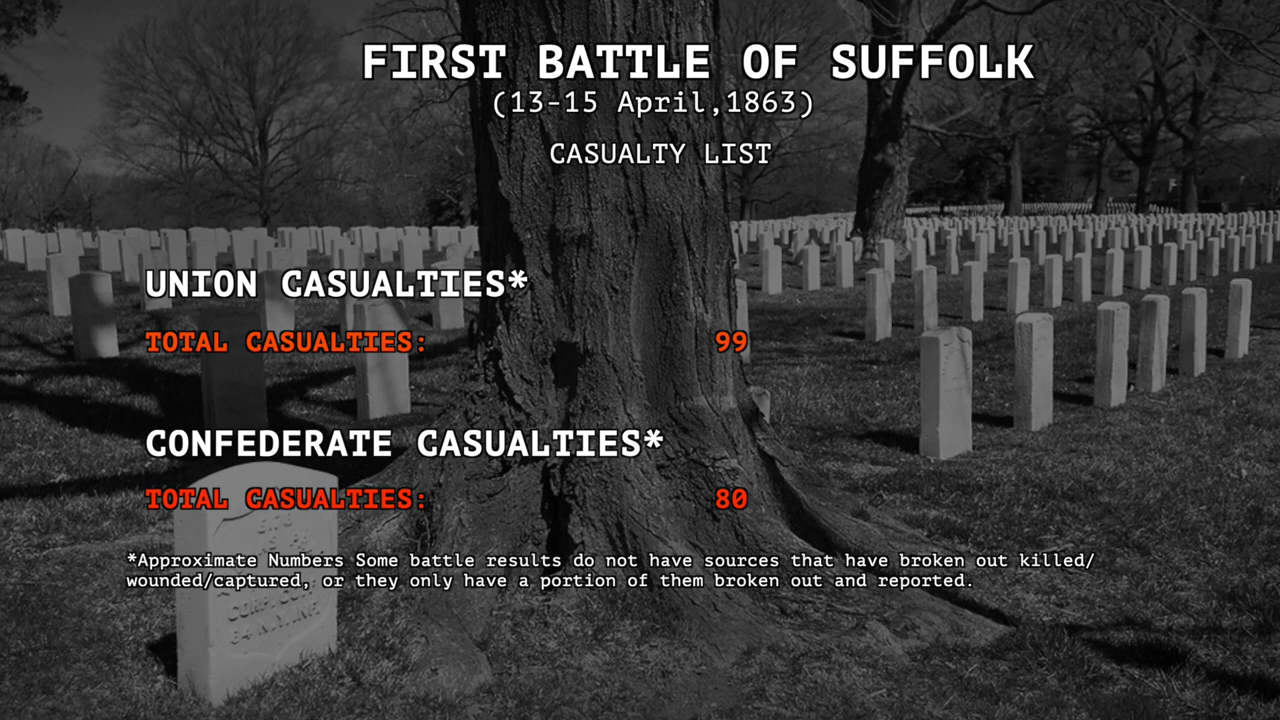 FIRST BATTLE OF SUFFOLK
(13-15 April,1863)
CASUALTY LIST
UNION CASUALTIES*
TOTAL CASUALTIES: 99
CONFEDERATE CASUALTIES*
TOTAL CASUALTIES: 80
*Approximate Numbers Some battle results do not have sources that have broken out killed/
wounded/captured, or they only have a portion of them broken out and reported.